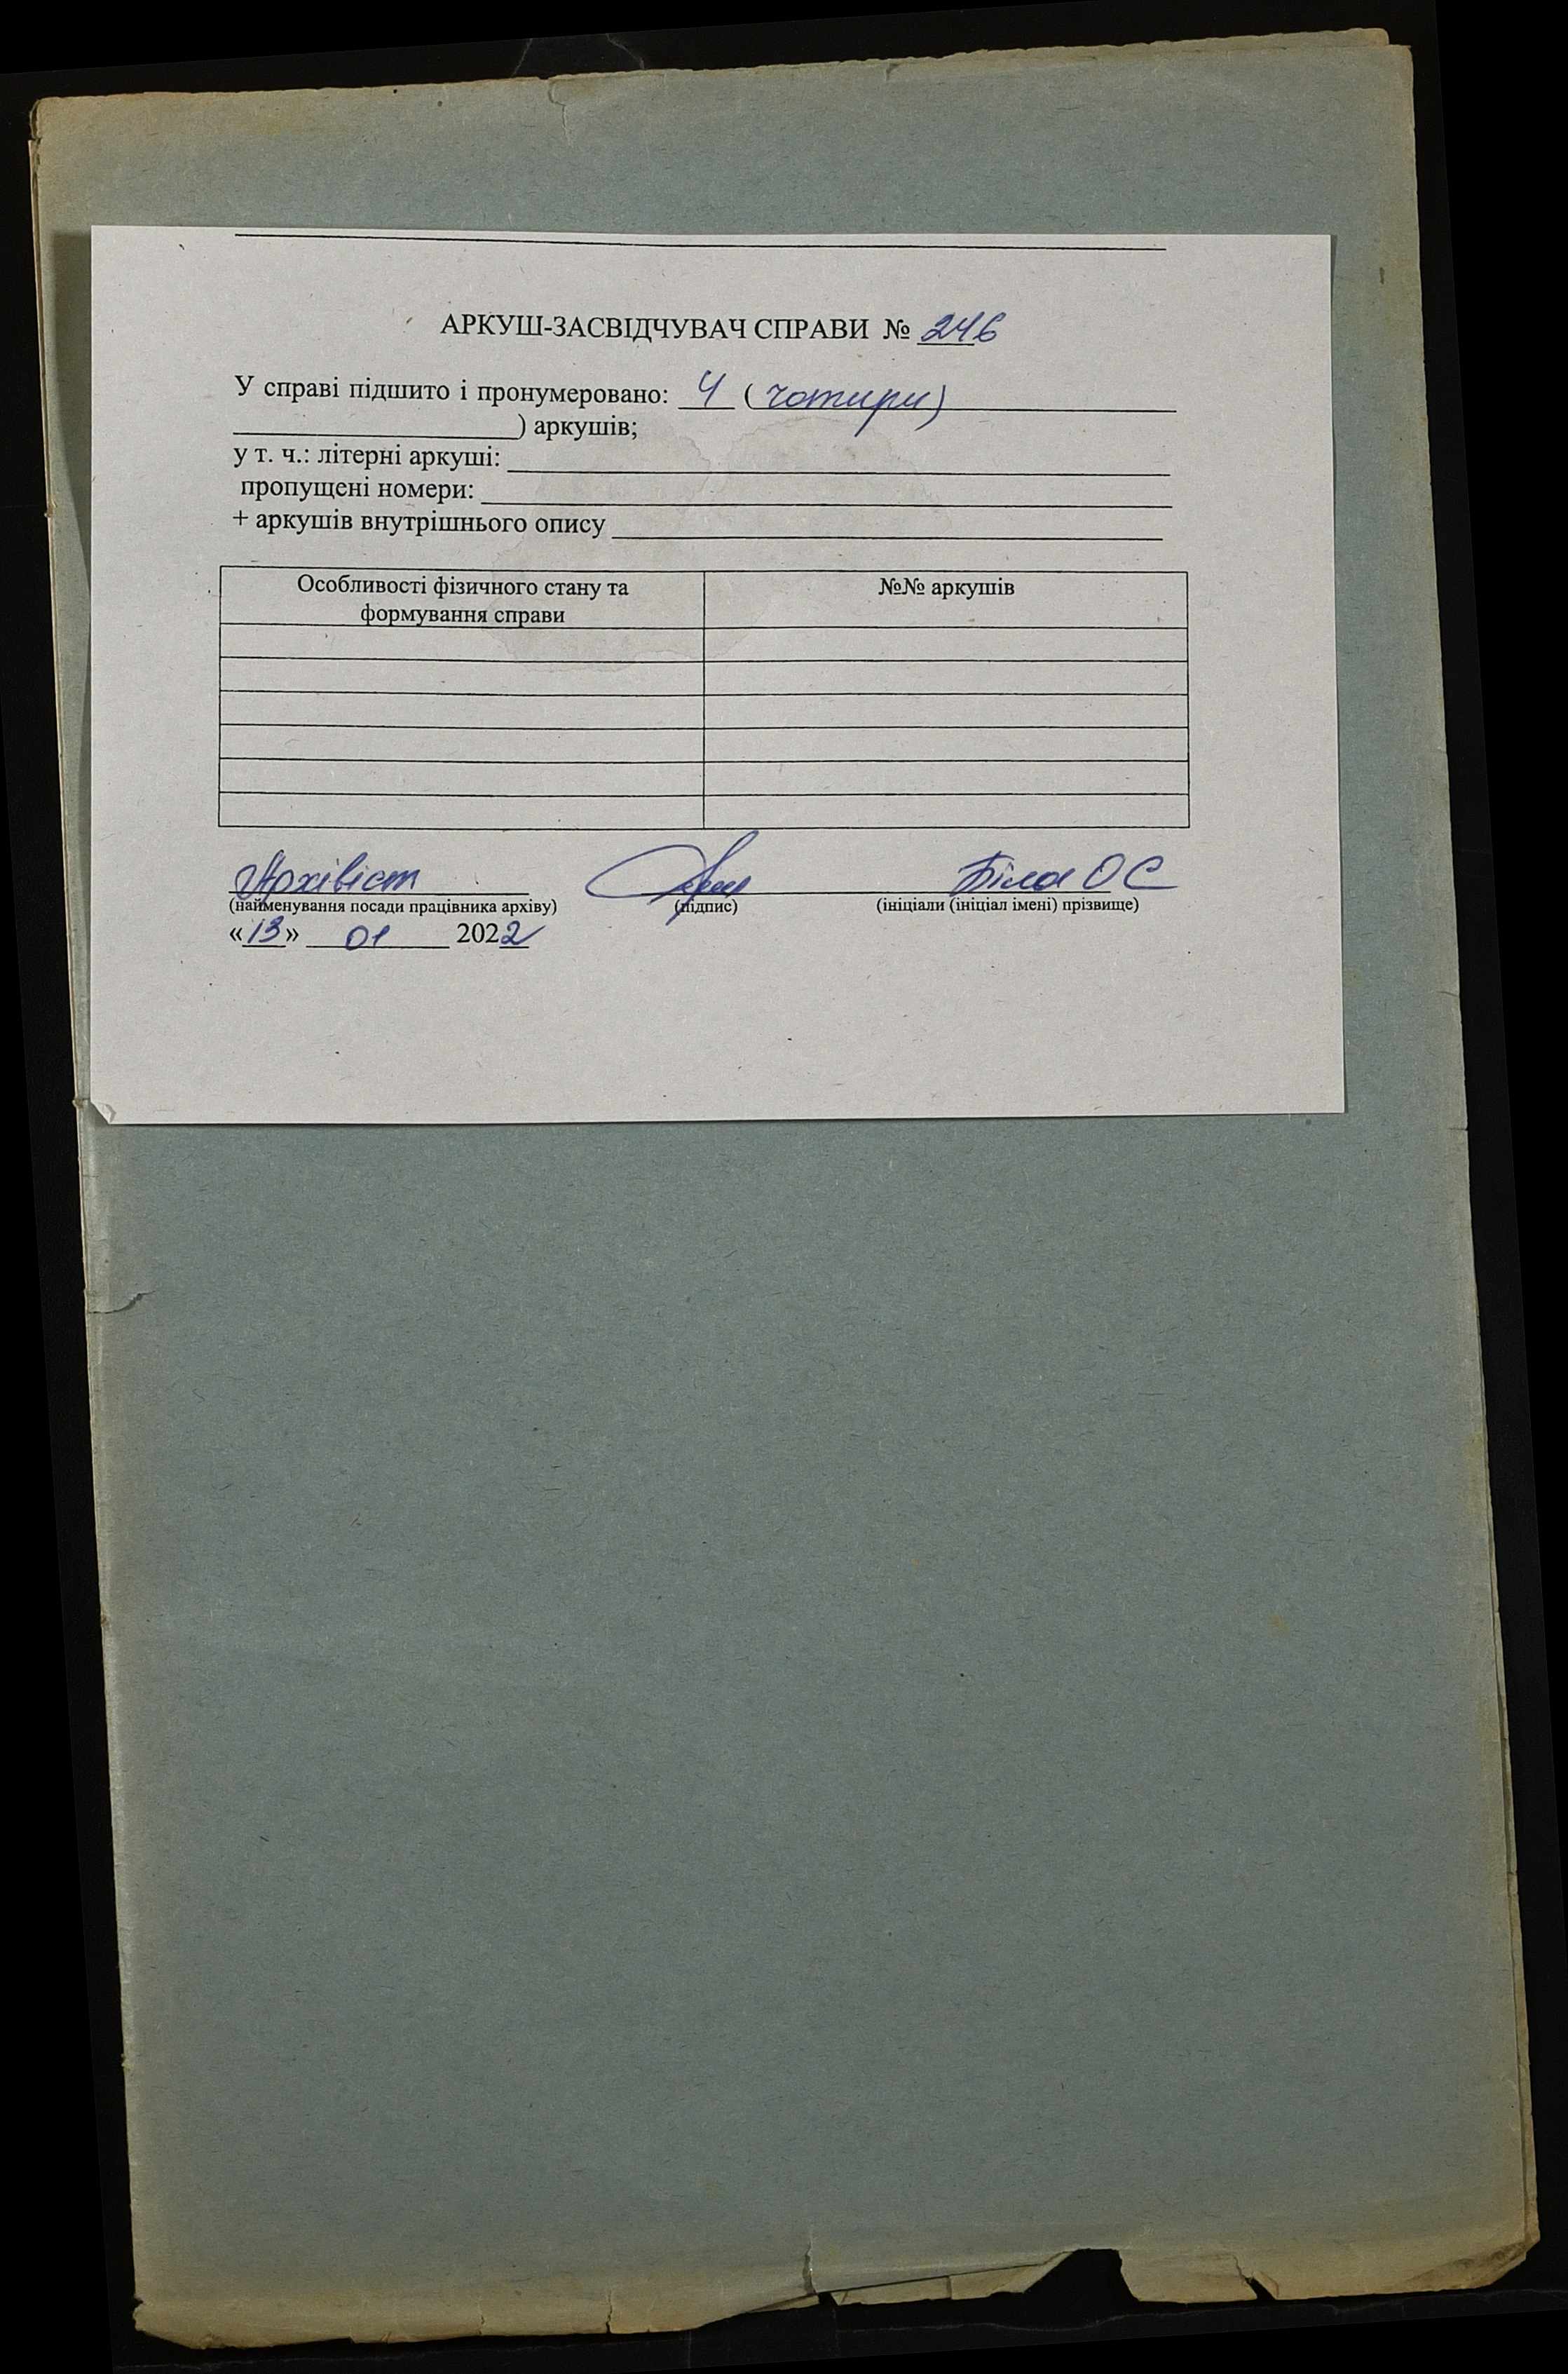 АРКУШ-ЗАСВІДЧУВАЧ СПРАВИ № 246
У справі підшито і пронумеровано: 4 ( чотири)
) аркушів;
у т. ч.: літерні аркуші:
пропущені номери:
+ аркушів внутрішнього опису
Особливості фізичного стану та формування справи
№№ аркушів
Архівіст Біла О С
(найменування посади працівника архіву) (підпис) (ініціали (ініціал імені) прізвище)
«13» 01 2022